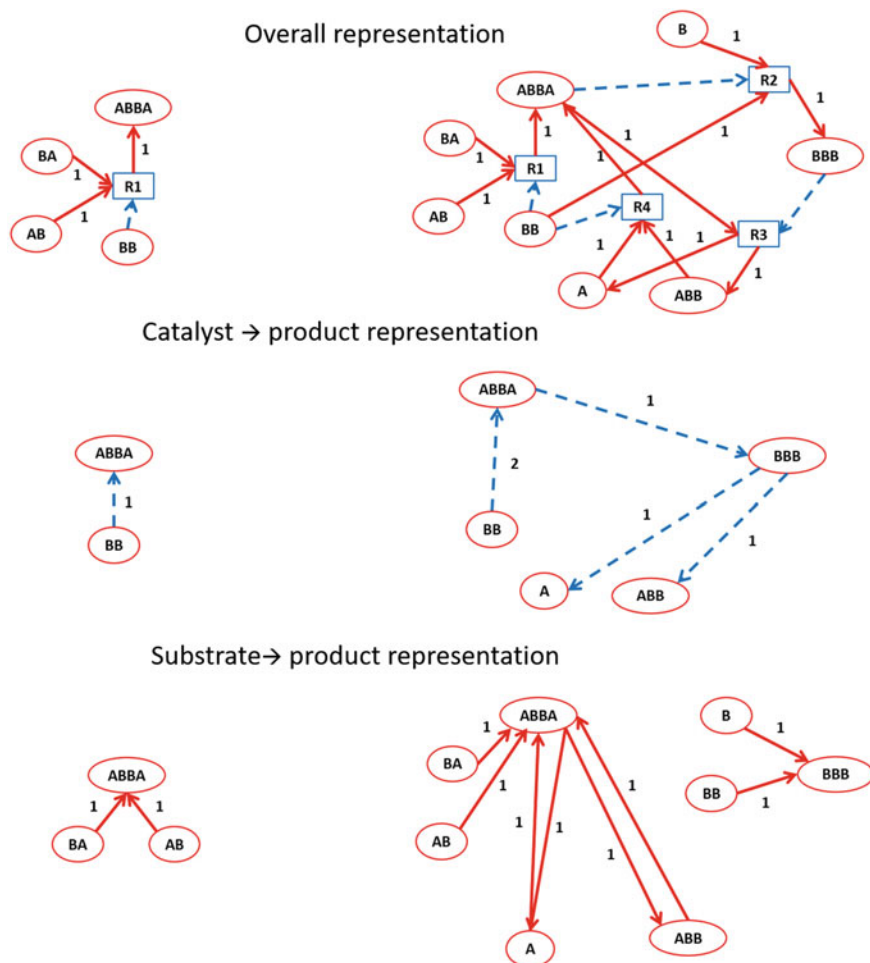 Overall representation
B
1
R2
ABBA
ABBA
1
1
1
BA
BA
1
1
1
1
BBB
1
R1
R1
1
1
AB
AB
R4
1
BB
BB
1
1
1
R3
1
A
ABB
Catalyst → product representation
ABBA
1
ABBA
BBB
2
1
1
BB
BB
1
A
ABB
Substrate→ product representation
ABBA
B
1
1
BA
ABBA
BBB
BB
1
1
1
1
1
BA
AB
AB
1
1
1
A
ABB